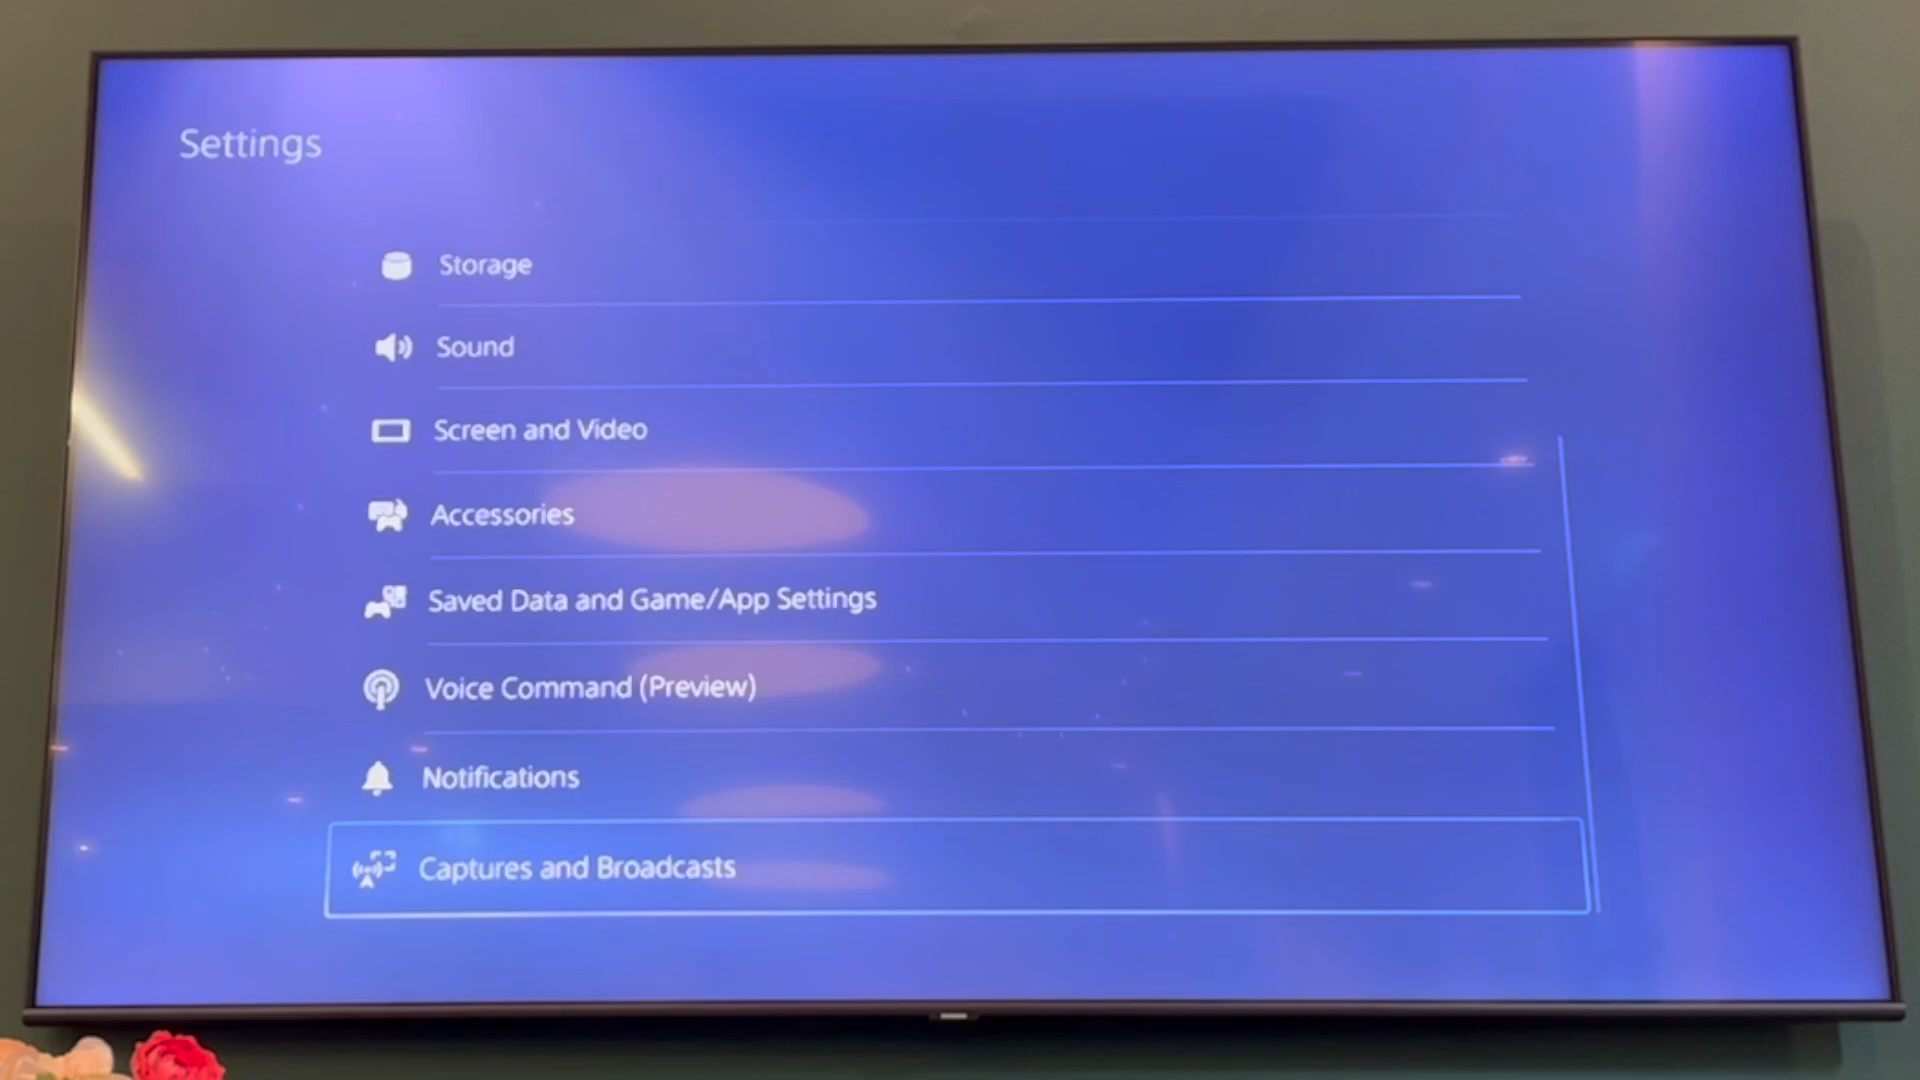 Settings
Storage
Sound
Screen and Video
Accessories
Saved Data and Game/App Settings
Voice Command (Preview)
Notifications
Captures and Broadcasts